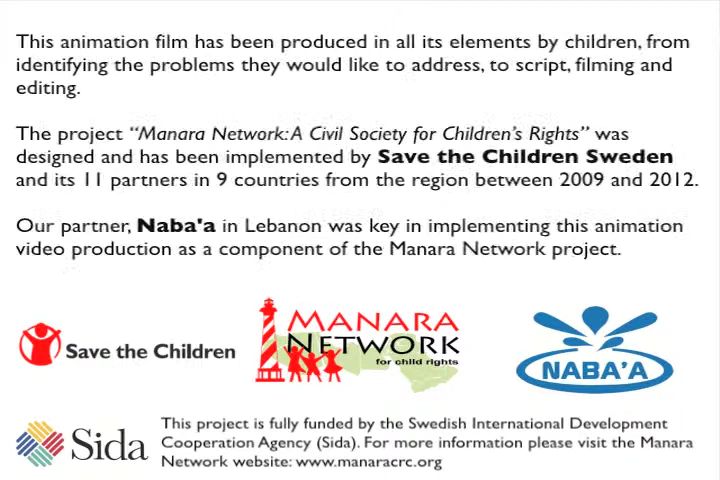 This animation film has been produced in all its elements by children, from
identifying the problems they would like to address, to script, filming and
editing.
The project “Manara Network: A Civil Society for Children’s Rights” was
designed and has been implemented by Save the Children Sweden
and its 11 partners in 9 countries from the region between 2009 and 2012.
Our partner, Naba'a in Lebanon was key in implementing this animation
video production as a component of the Manara Network project.
Save the Children
MANARA
NETWORK
for child rights
NABA’A
Sida
This project is fully funded by the Swedish International Development
Cooperation Agency (Sida). For more information please visit the Manara
Network website: www.manaracrc.org